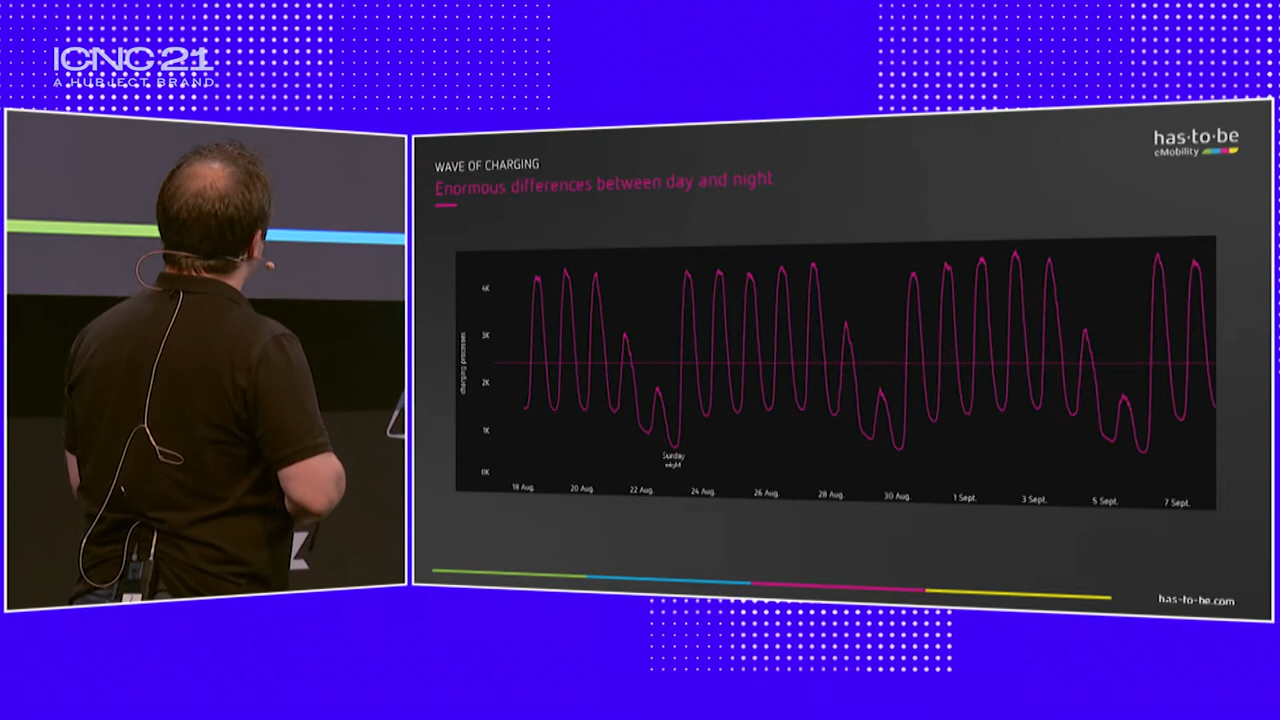 ICNC21
A HUBJECT BRAND
has·to·be
eMobility
WAVE OF CHARGING
Enormous differences between day and night
charging processes
4K
3K
2K
1K
0K
Sunday
night
18 Aug.
20 Aug.
22 Aug.
24 Aug.
26 Aug.
28 Aug.
30 Aug.
1 Sept.
3 Sept.
5 Sept.
7 Sept.
has-to-be.com